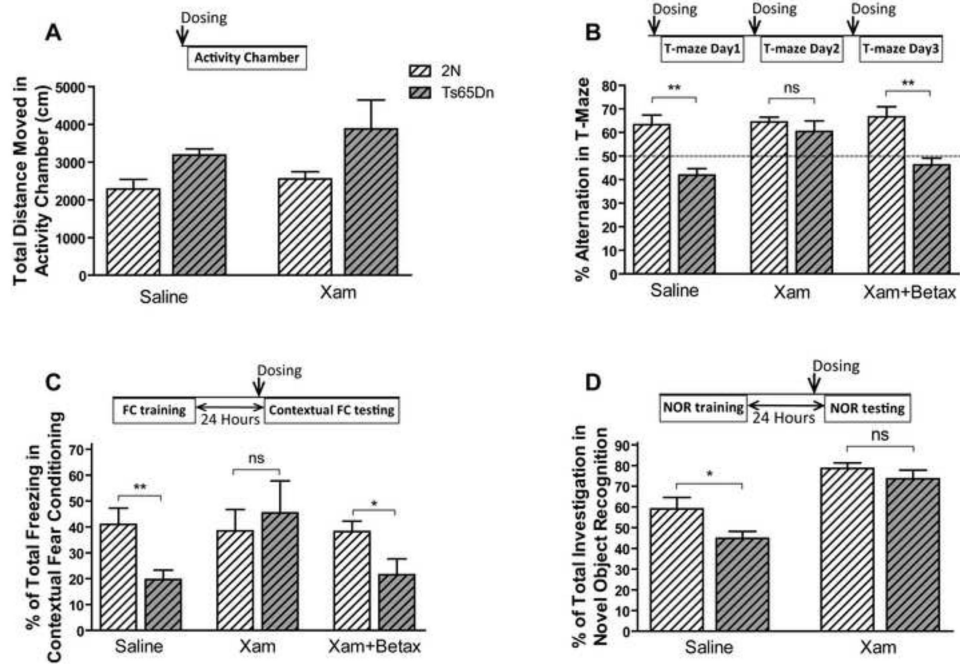 A
Dosing
Activity Chamber
2N
Ts65Dn
Total Distance Moved in
Activity Chamber (cm)
5000
4000
3000
2000
1000
0
Saline
Xam
B
Dosing
Dosing
Dosing
T-maze Day1
T-maze Day2
T-maze Day3
% Alternation in T-Maze
80
70
60
50
40
30
20
10
0
**
ns
**
Saline
Xam
Xam+Betax
C
Dosing
FC training
24 Hours
Contextual FC testing
% of Total Freezing in
Contextual Fear Conditioning
70
60
50
40
30
20
10
0
**
ns
*
Saline
Xam
Xam+Betax
D
Dosing
NOR training
24 Hours
NOR testing
% of Total Investigation in
Novel Object Recognition
90
80
70
60
50
40
30
20
10
0
*
ns
Saline
Xam